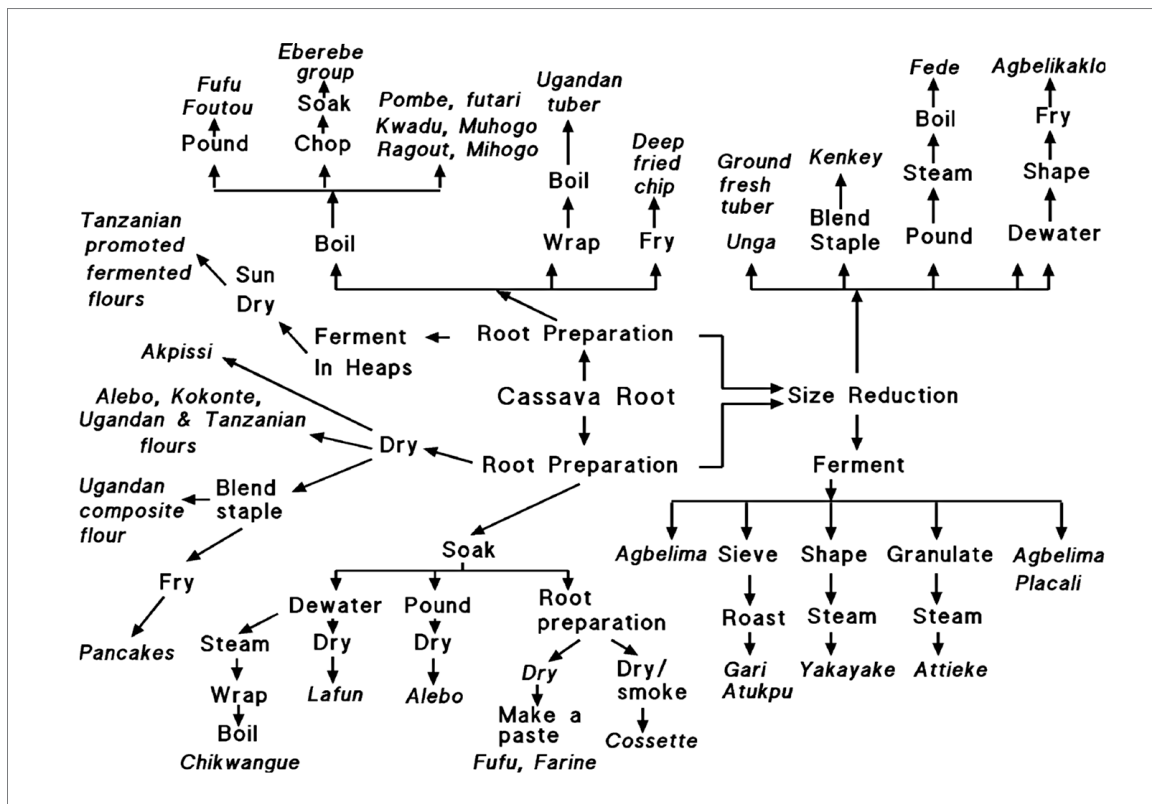 Eberebe
group
Soak
Chop
Fufu
Foutou
Pound
Pombe, futari
Kwadu, Muhogo
Ragout, Mihogo
Ugandan
tuber
Boil
Wrap
Deep
fried
chip
Fry
Boil
Ground
fresh
tuber
Unga
Kenkey
Blend
Staple
Fede
Boil
Steam
Pound
Agbelikaklo
Fry
Shape
Dewater
Tanzanian
promoted
fermented
flours
Sun
Dry
Ferment
In Heaps
Root Preparation
Cassava Root
Root Preparation
Size Reduction
Akpissi
Alebo, Kokonte,
Ugandan & Tanzanian
flours
Dry
Ugandan
composite
flour
Blend
staple
Fry
Pancakes
Soak
Dewater
Steam
Wrap
Boil
Chikwangue
Dry
Lafun
Pound
Dry
Alebo
Root
preparation
Dry
Make a
paste
Fufu, Farine
Dry/
smoke
Cossette
Ferment
Agbelima
Sieve
Roast
Gari
Atukpu
Shape
Steam
Yakayake
Granulate
Steam
Attieke
Agbelima
Placali